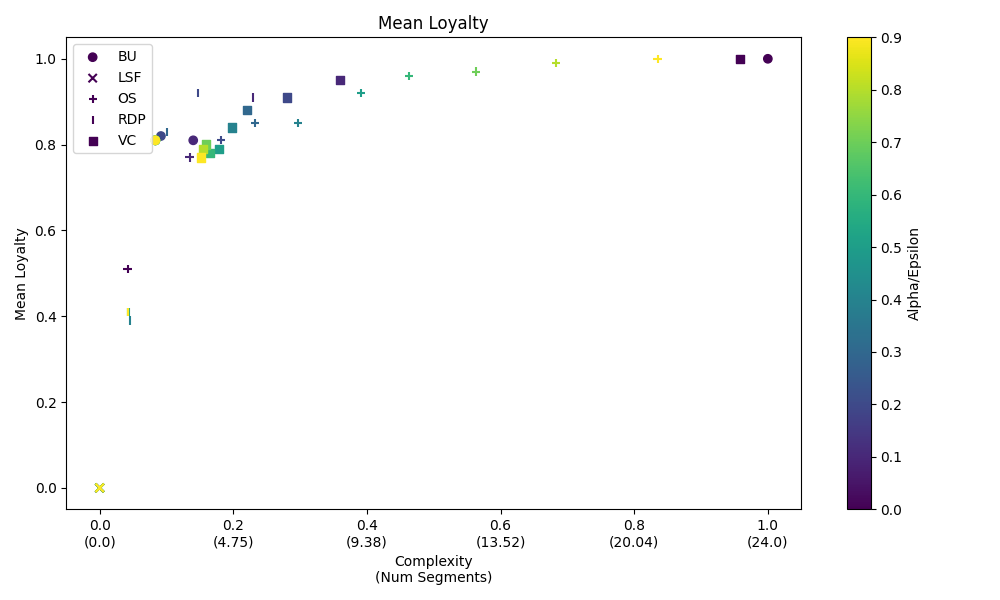 Mean Loyalty
BU
LSF
OS
RDP
VC
Mean Loyalty
1.0
0.8
0.6
0.4
0.2
0.0
0.0 0.2 0.4 0.6 0.8 1.0
(0.0) (4.75) (9.38) (13.52) (20.04) (24.0)
Complexity
(Num Segments)
0.9
0.8
0.7
0.6
0.5
0.4
0.3
0.2
0.1
0.0
Alpha/Epsilon